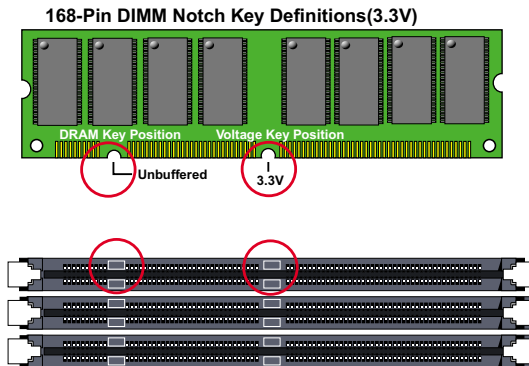 168-Pin DIMM Notch Key Definitions(3.3V)
DRAM Key Position
Voltage Key Position
Unbuffered
3.3V